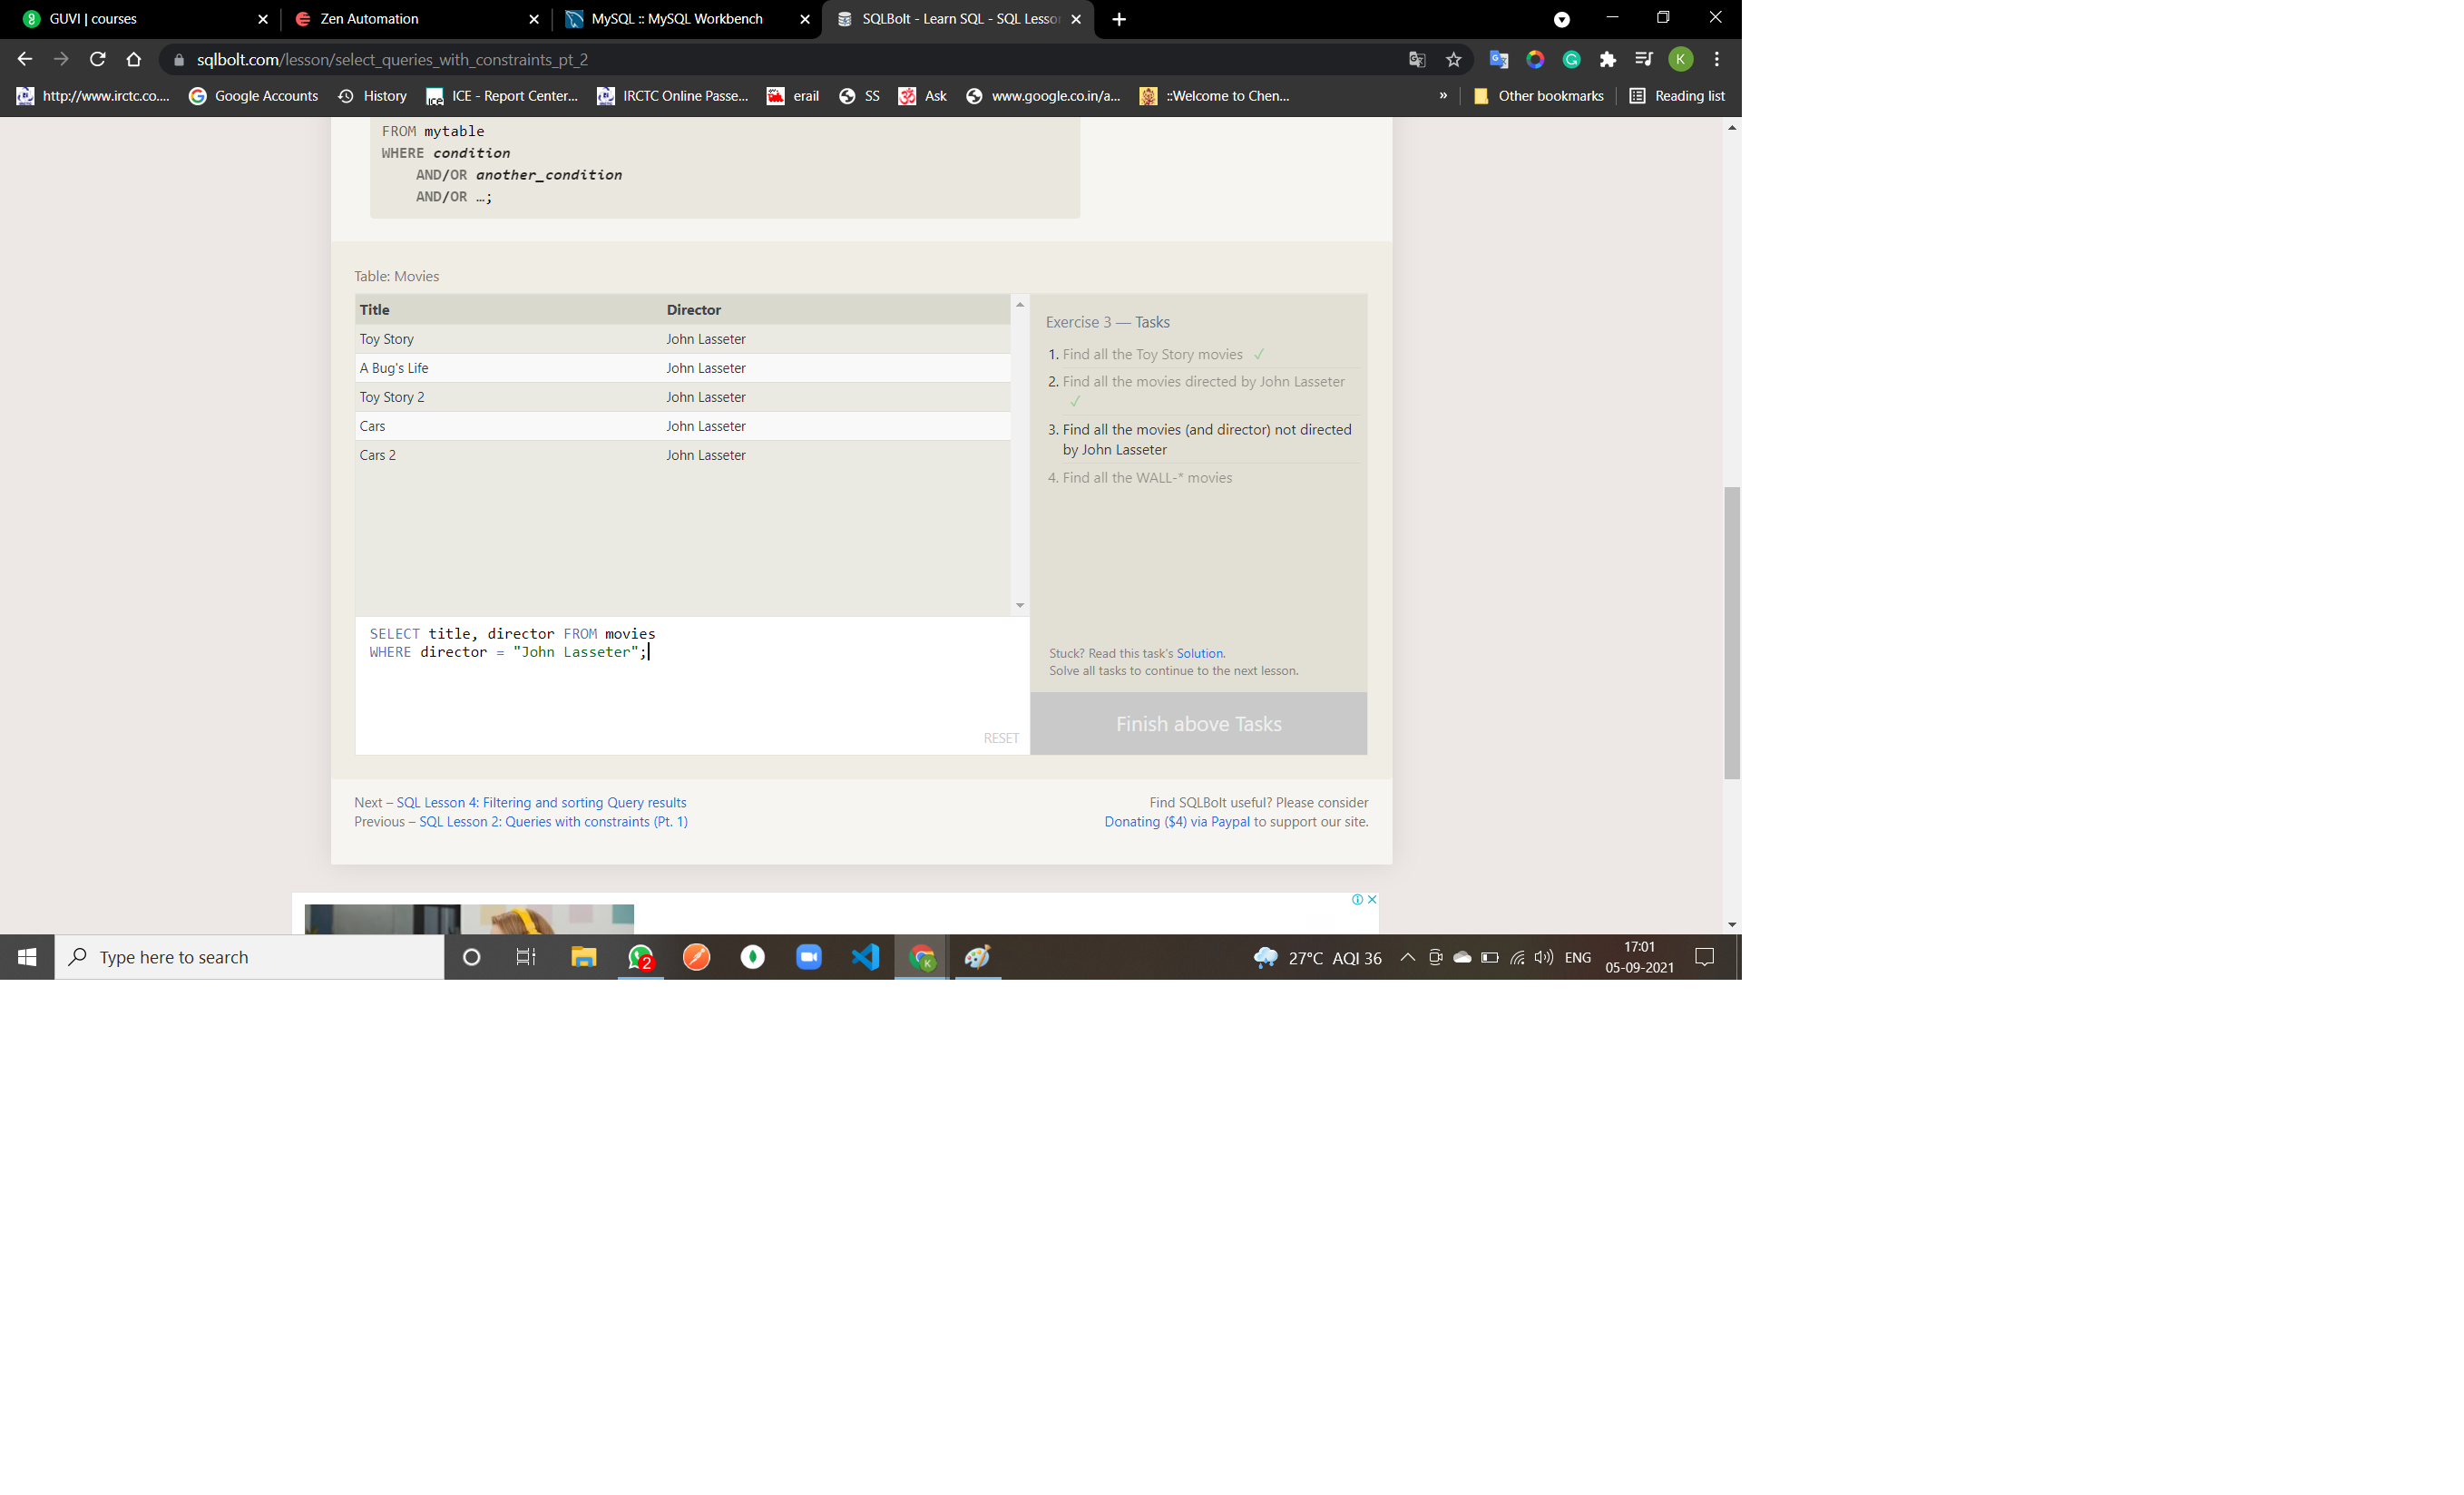 GUVI | courses
Zen Automation
MySQL :: MySQL Workbench
SQLBolt - Learn SQL - SQL Lesso
sqlbolt.com/lesson/select_queries_with_constraints_pt_2
K
http://www.irctc.co....
Google Accounts
History
ICE - Report Center...
IRCTC Online Passe...
erail
SS
Ask
www.google.co.in/a...
::Welcome to Chen...
»
Other bookmarks
Reading list
FROM mytable
WHERE condition
AND/OR another_condition
AND/OR …;
Table: Movies
Title Director
Toy Story John Lasseter
A Bug's Life John Lasseter
Toy Story 2 John Lasseter
Cars John Lasseter
Cars 2 John Lasseter
Exercise 3 — Tasks
1. Find all the Toy Story movies ✓
2. Find all the movies directed by John Lasseter
✓
3. Find all the movies (and director) not directed
by John Lasseter
4. Find all the WALL-* movies
SELECT title, director FROM movies
WHERE director = "John Lasseter";
RESET
Stuck? Read this task's Solution.
Solve all tasks to continue to the next lesson.
Finish above Tasks
Next – SQL Lesson 4: Filtering and sorting Query results
Previous – SQL Lesson 2: Queries with constraints (Pt. 1)
Find SQLBolt useful? Please consider
Donating ($4) via Paypal to support our site.
Type here to search
2
K
27°C AQI 36
ENG
17:01
05-09-2021